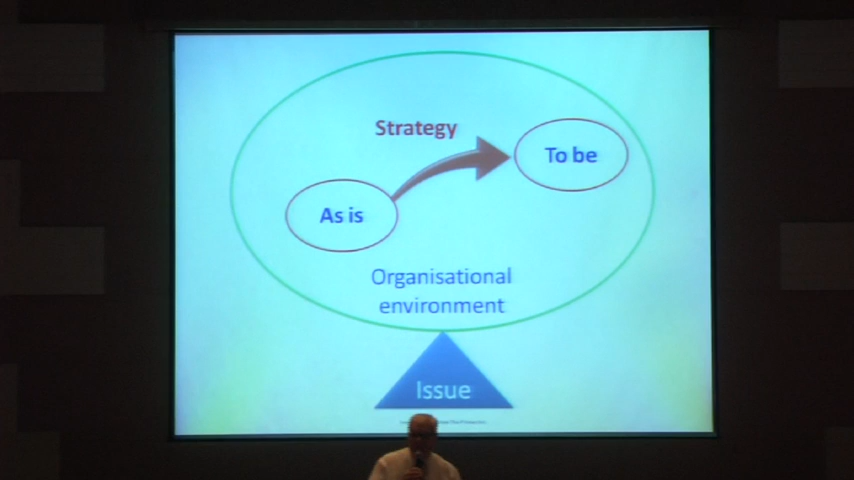 Strategy
To be
As is
Organisational
environment
Issue